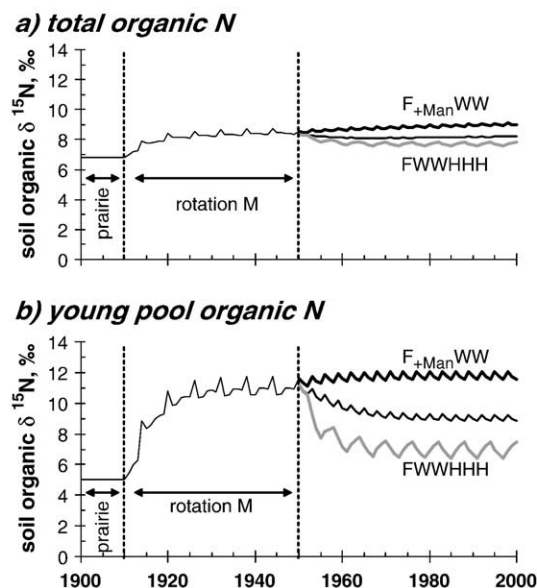 a) total organic N
soil organic δ ¹⁵N, ‰
14
12
10
8
6
4
2
0
prairie
rotation M
F+ManWW
FWWHHH
b) young pool organic N
soil organic δ ¹⁵N, ‰
14
12
10
8
6
4
2
0
prairie
rotation M
F+ManWW
FWWHHH
1900 1920 1940 1960 1980 2000